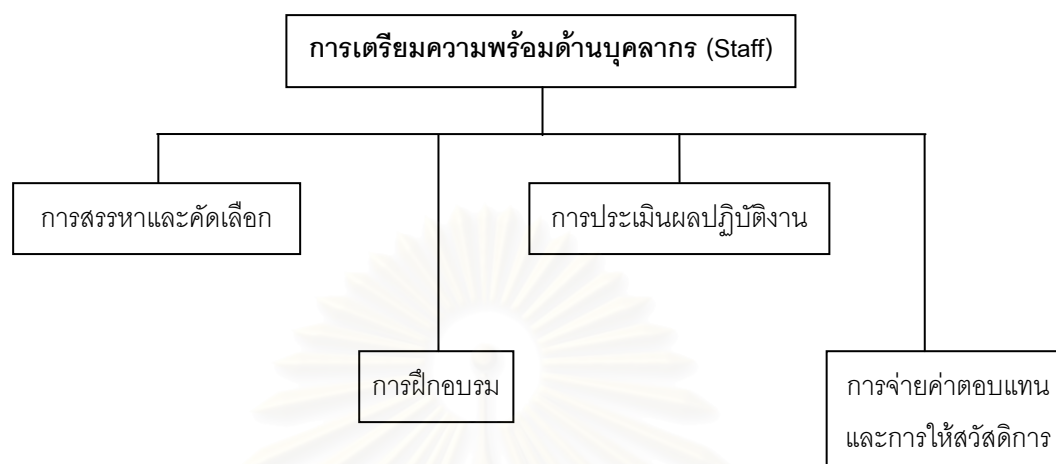 การเตรียมความพร้อมด้านบุคลากร (Staff)
การสรรหาและคัดเลือก
การประเมินผลปฏิบัติงาน
การฝึกอบรม
การจ่ายค่าตอบแทน
และการให้สวัสดิการ